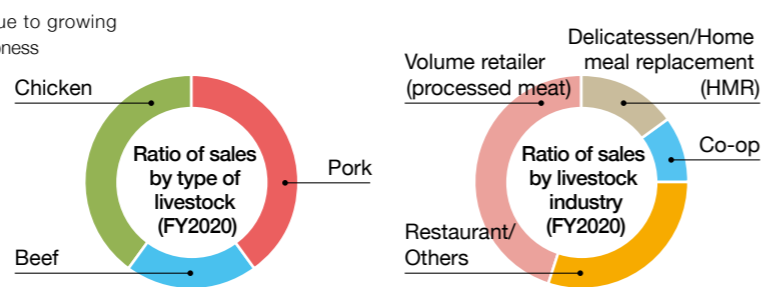 ue to growing
Chicken
Pork
Beef
Ratio of sales
by type of
livestock
(FY2020)
Volume retailer
(processed meat)
Delicatessen/Home
meal replacement
(HMR)
Co-op
Restaurant/
Others
Ratio of sales
by livestock
industry
(FY2020)